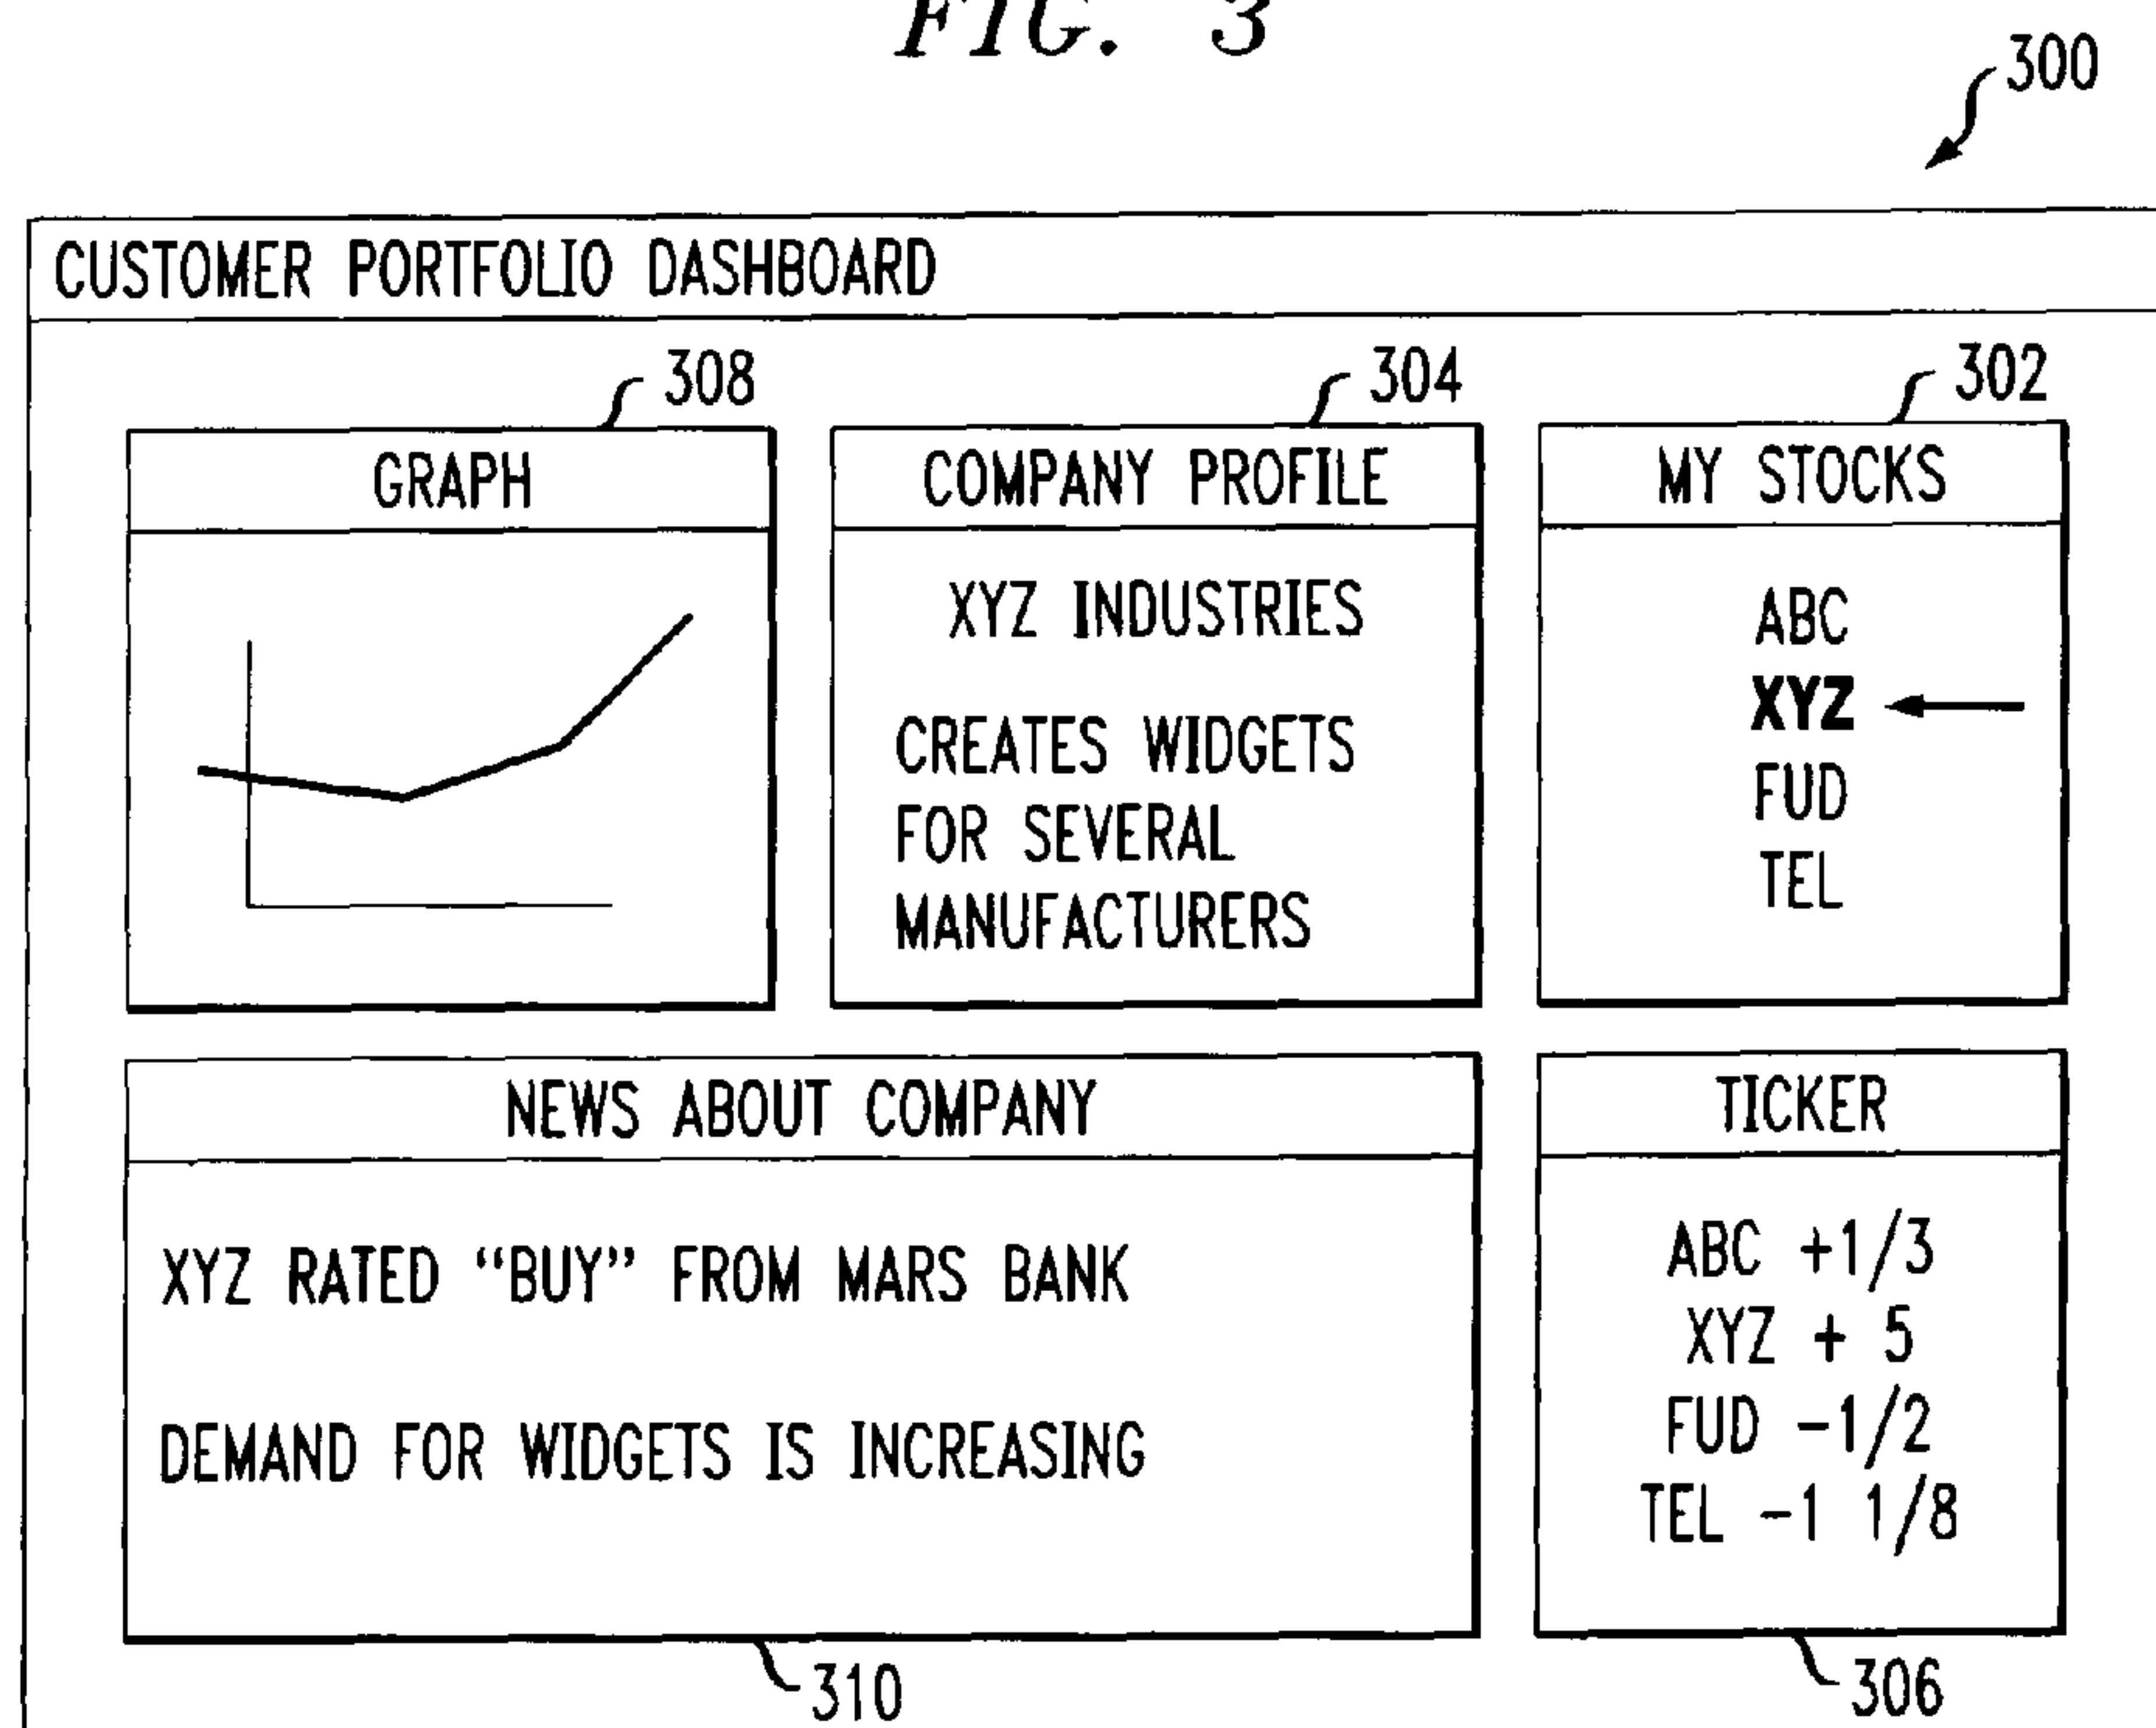 FIG. 3
300
CUSTOMER PORTFOLIO DASHBOARD
308
GRAPH
304
COMPANY PROFILE
XYZ INDUSTRIES
CREATES WIDGETS
FOR SEVERAL
MANUFACTURERS
302
MY STOCKS
ABC
XYZ
FUD
TEL
NEWS ABOUT COMPANY
XYZ RATED “BUY” FROM MARS BANK
DEMAND FOR WIDGETS IS INCREASING
310
TICKER
ABC +1/3
XYZ + 5
FUD -1/2
TEL -1 1/8
306